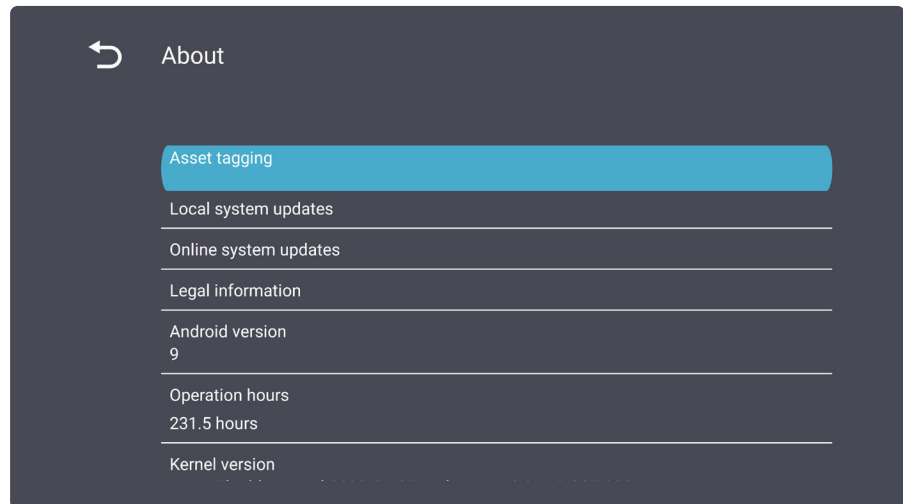 About
Asset tagging
Local system updates
Online system updates
Legal information
Android version
9
Operation hours
231.5 hours
Kernel version